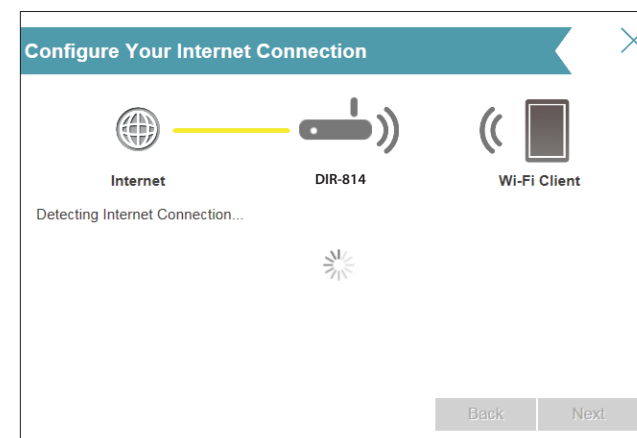 Configure Your Internet Connection
Internet
DIR-814
Wi-Fi Client
Detecting Internet Connection...
Back
Next